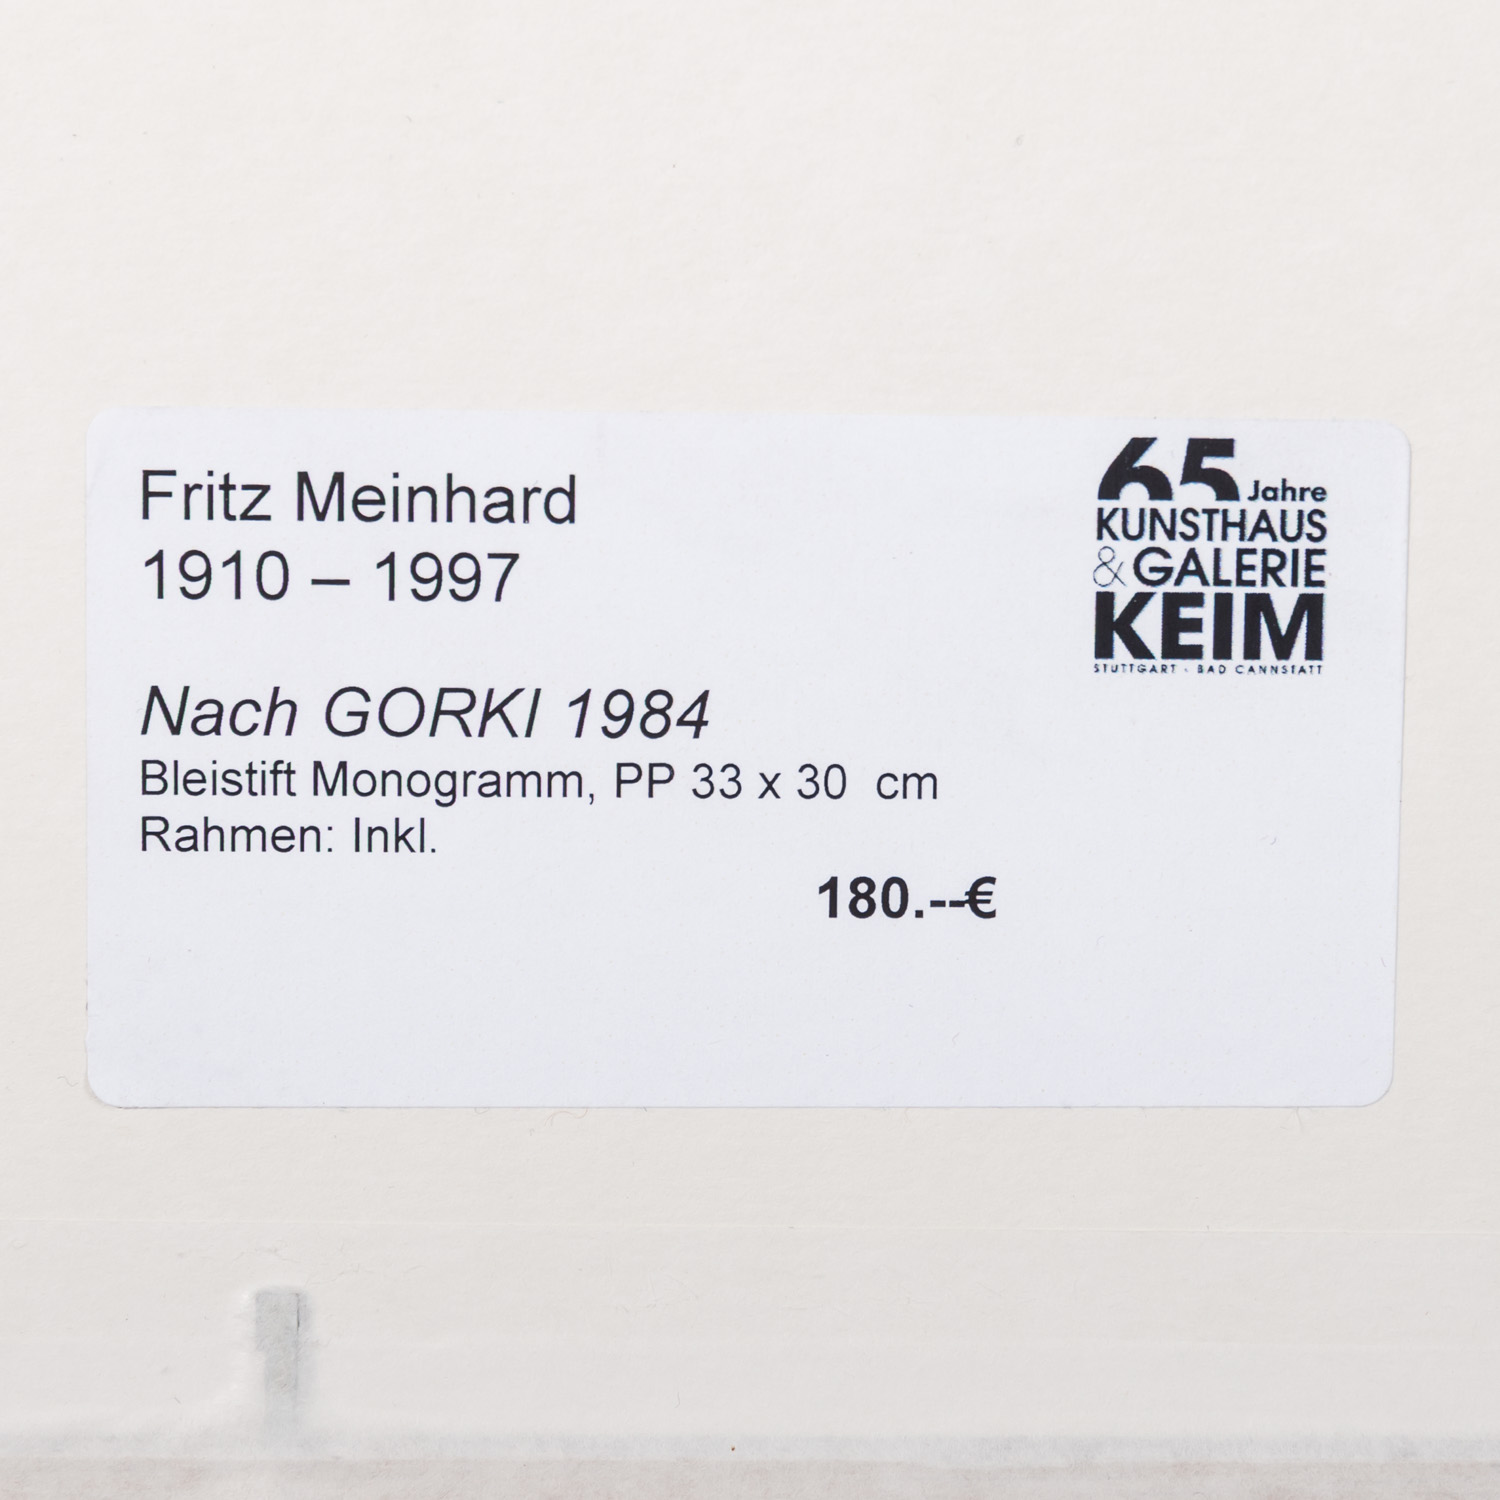 Fritz Meinhard
1910 – 1997
Nach GORKI 1984
Bleistift Monogramm, PP 33 x 30 cm
Rahmen: Inkl.
180.--€
65 Jahre
KUNSTHAUS
& GALERIE
KEIM
STUTTGART - BAD CANNSTATT